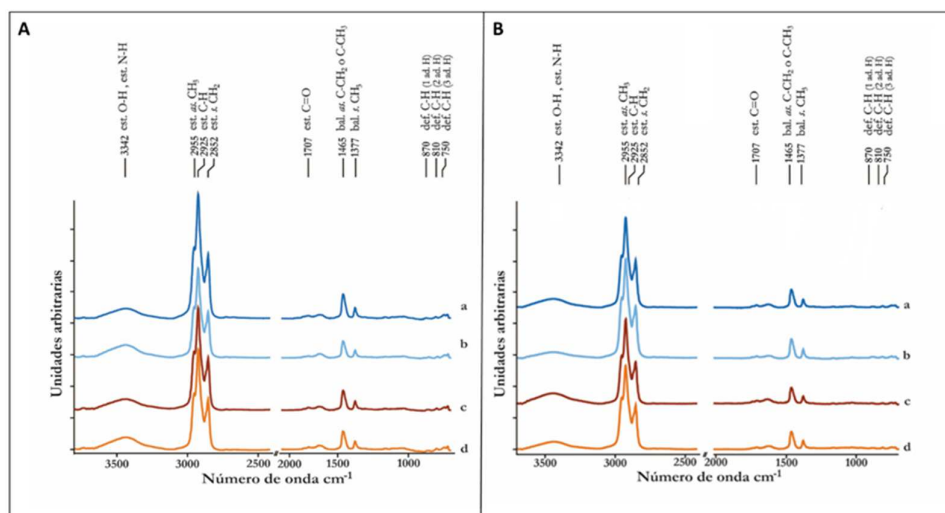 A
3342 est. O-H , est. N-H
2955 est. as. CH3
2925 est. C-H
2852 est. s. CH2
1707 est. C=O
1465 bal. as. C-CH2 o C-CH3
1377 bal. s. CH3
870 def. C-H (1 ad. H)
810 def. C-H (2 ad. H)
750 def. C-H (3 ad. H)
Unidades arbitrarias
a
b
c
d
3500 3000 2500 2000 1500 1000
Número de onda cm-1
B
3342 est. O-H , est. N-H
2955 est. as. CH3
2925 est. C-H
2852 est. s. CH2
1707 est. C=O
1465 bal. as. C-CH2 o C-CH3
1377 bal. s. CH3
870 def. C-H (1 ad. H)
810 def. C-H (2 ad. H)
750 def. C-H (3 ad. H)
Unidades arbitrarias
a
b
c
d
3500 3000 2500 2000 1500 1000
Número de onda cm-1